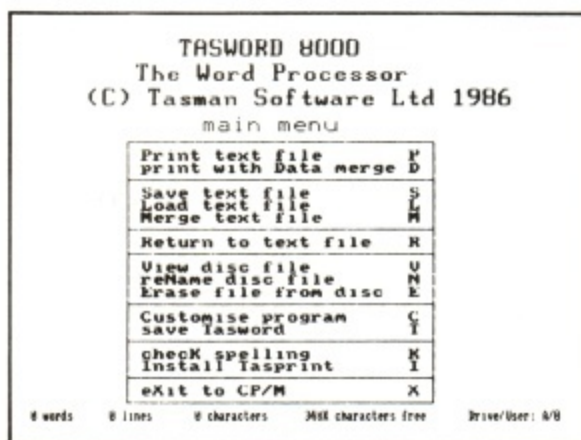 TASWORD 8000
The Word Processor
(C) Tasman Software Ltd 1986
main menu
Print text file P
print with Data merge D
Save text file S
Load text file L
Merge text file M
Return to text file R
View disc file V
reName disc file N
Erase file from disc E
Customise program C
save Tasword T
checK spelling K
Install Tasprint I
eXit to CP/M X
0 words 0 lines 0 characters characters free Drive/User: A/0